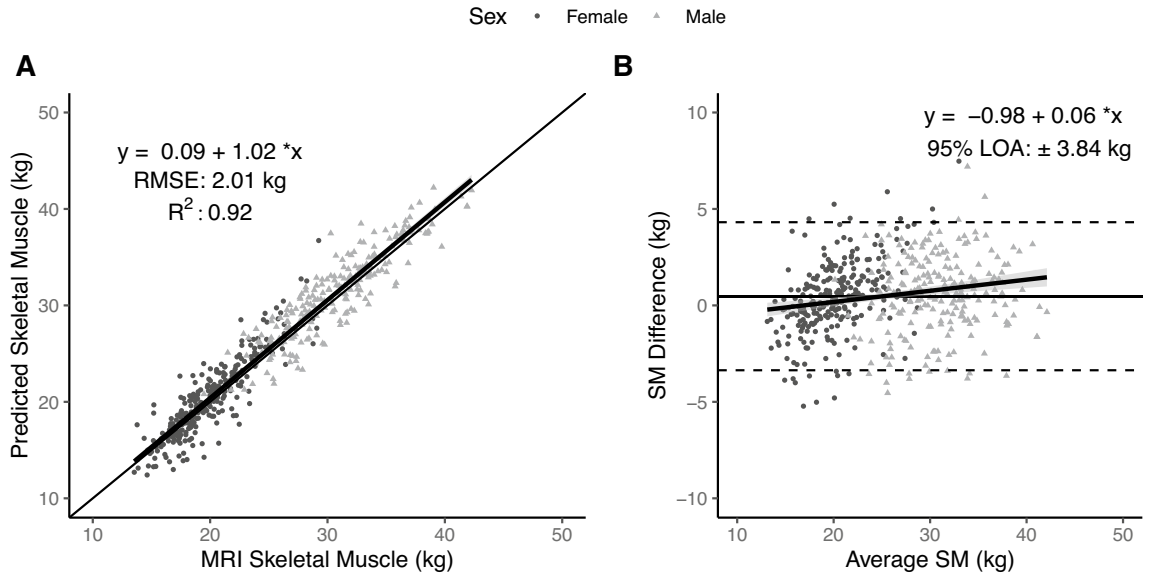 Sex Female Male
A
B
50
40
30
20
10
Predicted Skeletal Muscle (kg)
y = 0.09 + 1.02 *x
RMSE: 2.01 kg
R2 : 0.92
10 20 30 40 50
MRI Skeletal Muscle (kg)
10
5
0
−5
−10
SM Difference (kg)
y = −0.98 + 0.06 *x
95% LOA: ± 3.84 kg
10 20 30 40 50
Average SM (kg)